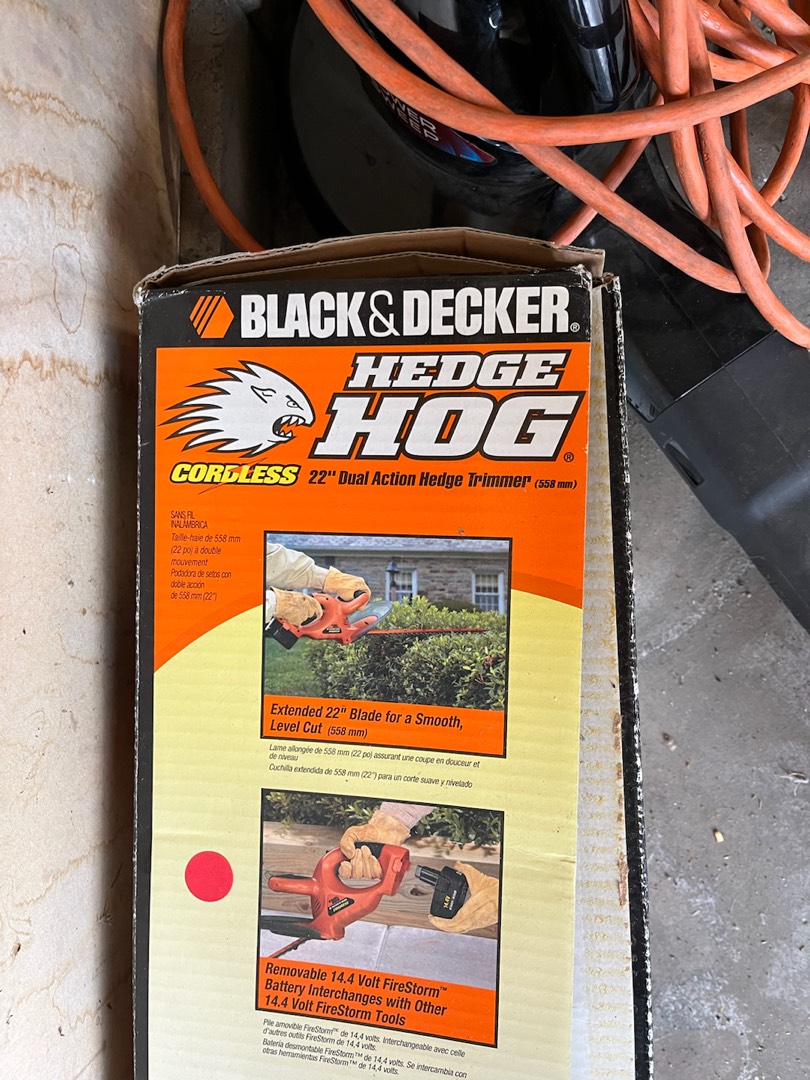 POWER
SWEEP
BLACK&DECKER®
HEDGE
HOG®
CORDLESS 22" Dual Action Hedge Trimmer (558 mm)
SANS FIL
INALÁMBRICA
Taille-haie de 558 mm
(22 po) à double
mouvement
Podadora de setos con
doble acción
de 558 mm (22")
Extended 22" Blade for a Smooth,
Level Cut (558 mm)
Lame allongée de 558 mm (22 po) assurant une coupe en douceur et
de niveau
Cuchilla extendida de 558 mm (22") para un corte suave y nivelado
14.4V
Removable 14.4 Volt FireStorm™
Battery Interchanges with Other
14.4 Volt FireStorm Tools
Pile amovible FireStorm™ de 14,4 volts. Interchangeable avec celle
d'autres outils FireStorm de 14,4 volts.
Batería desmontable FireStorm™ de 14,4 volts. Se intercambia con
otras herramientas FireStorm™ de 14,4 volts.